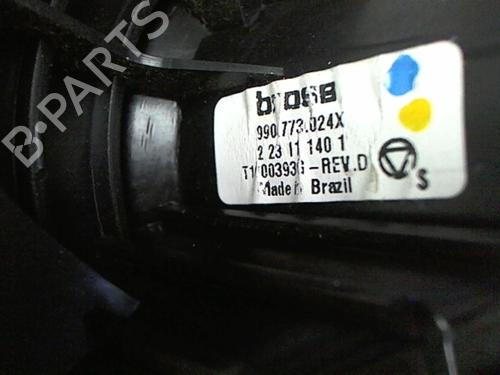 B-PARTS
brose
990.773.024X
2 23 11 140 1
T1 00393G-REV.D
Made in Brazil
S